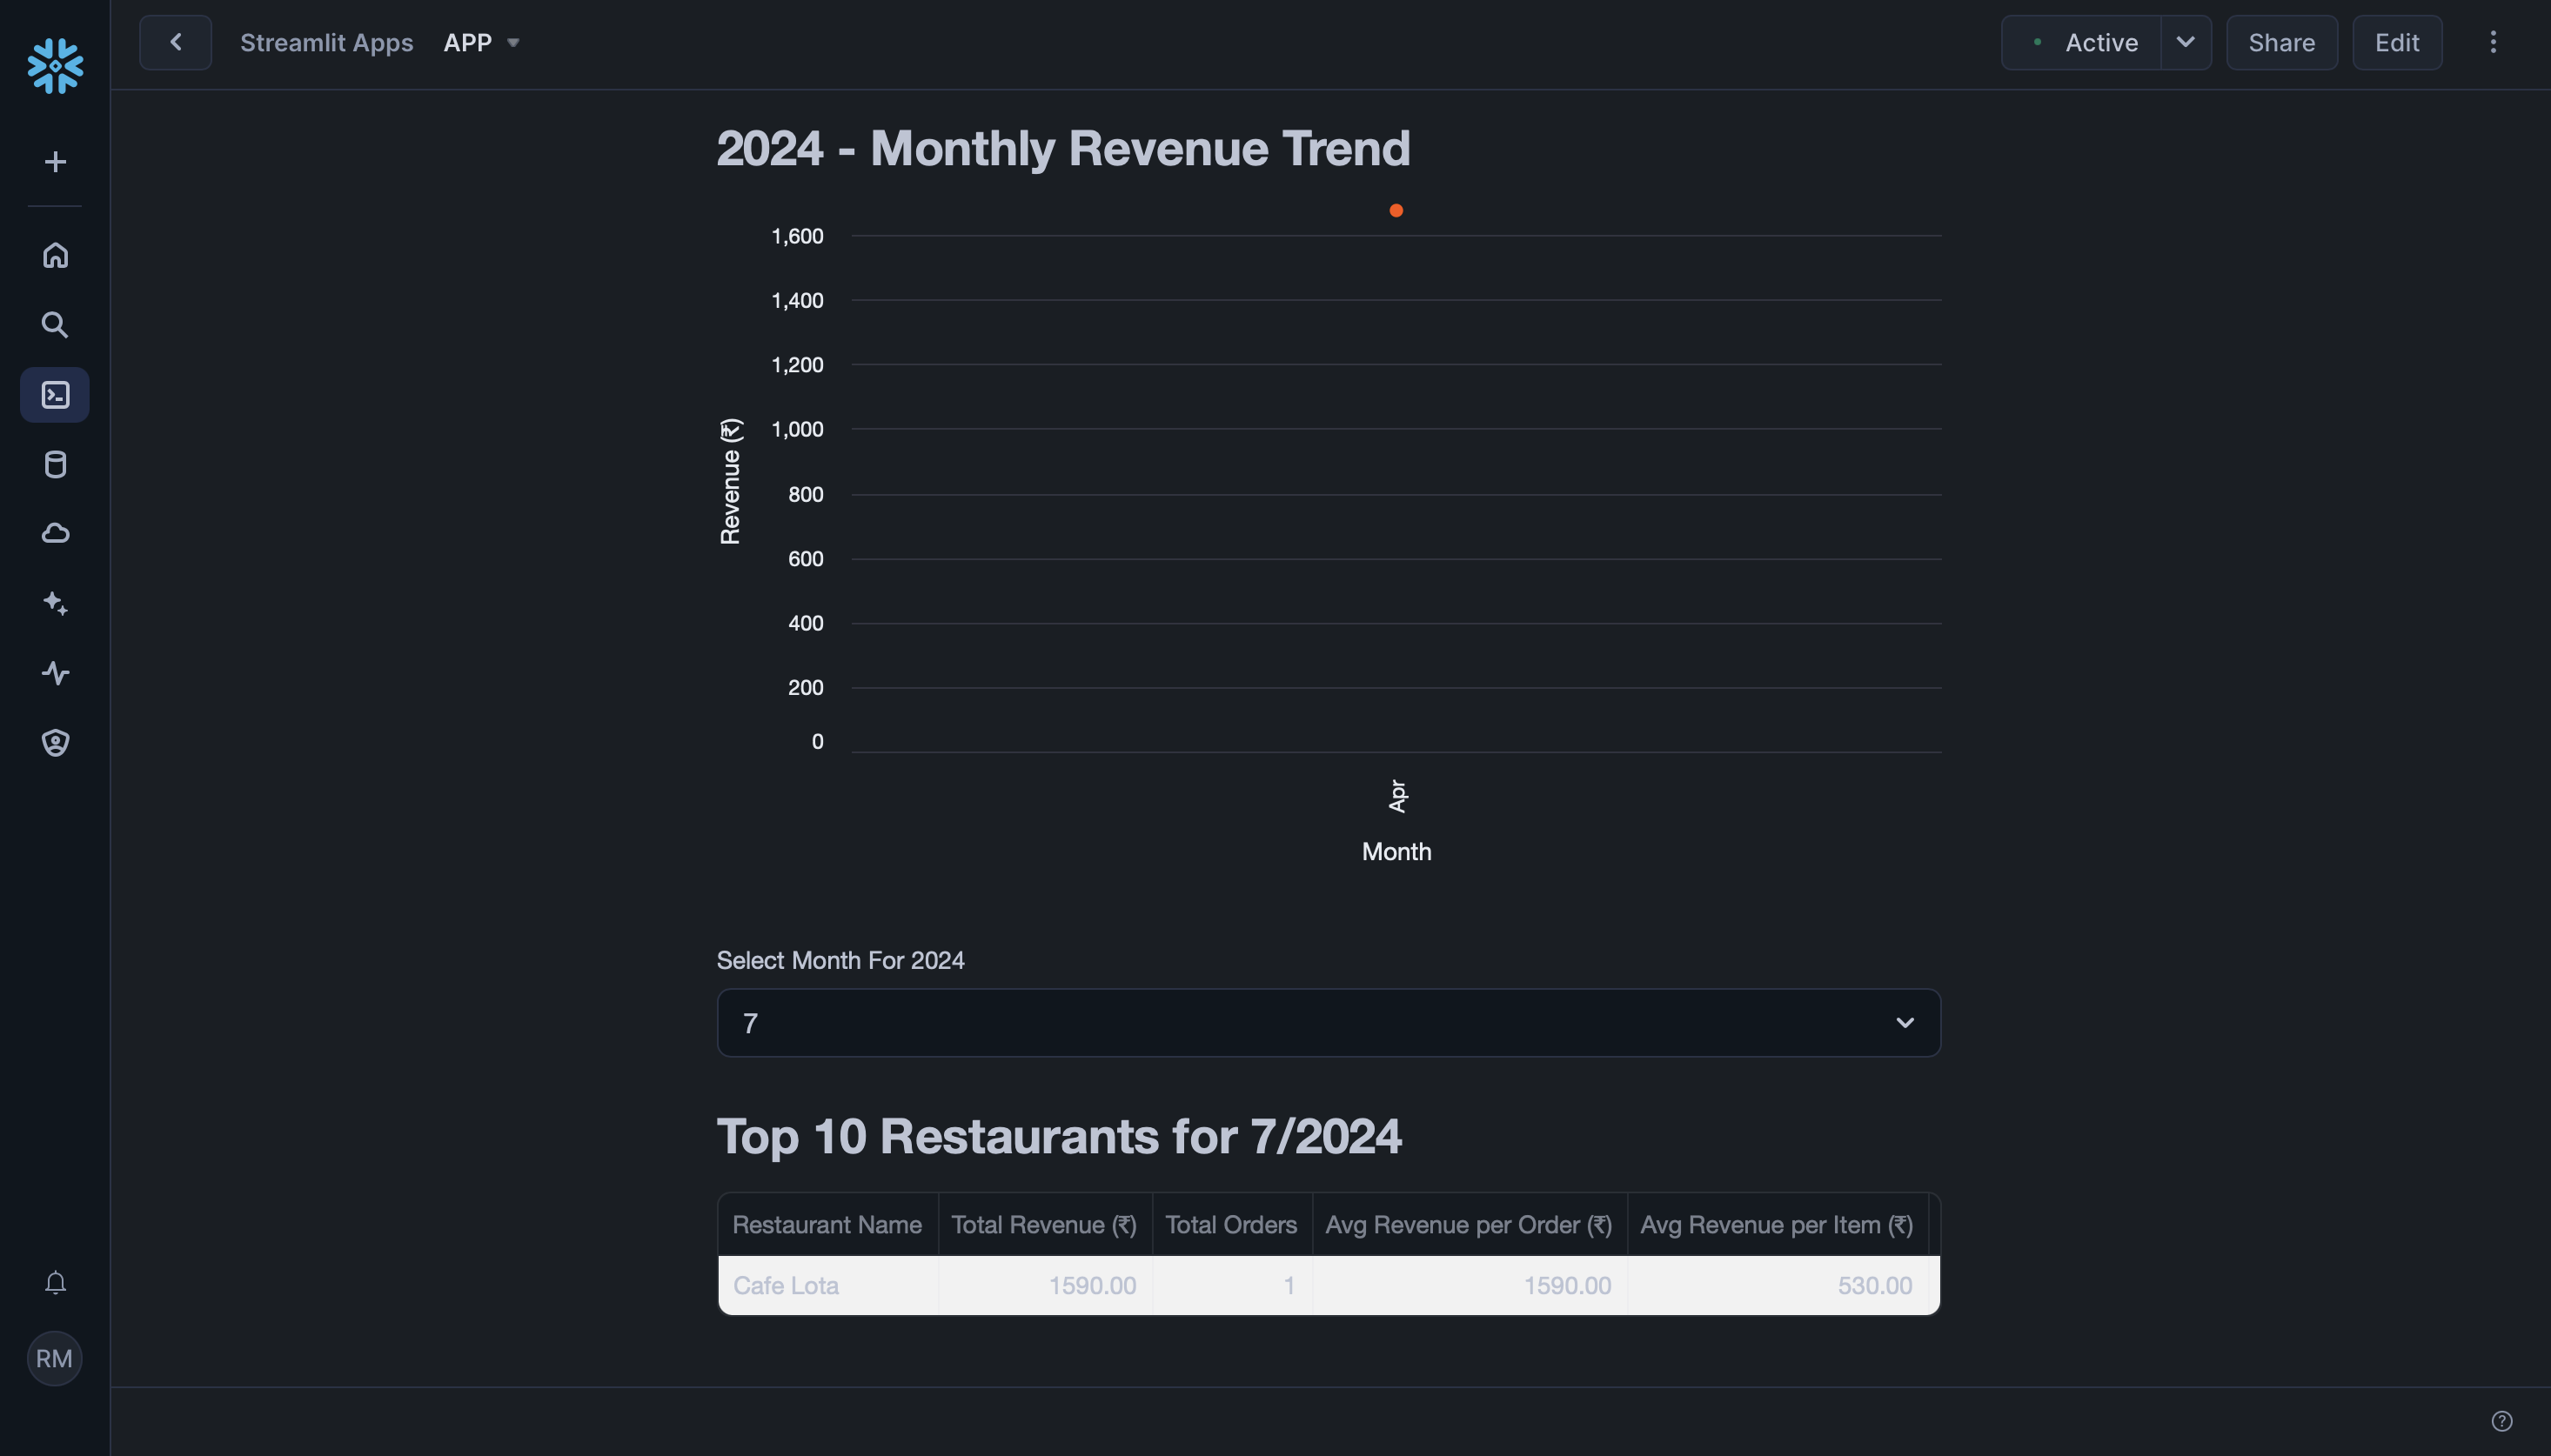 Streamlit Apps APP
Active Share Edit
2024 - Monthly Revenue Trend
Revenue (₹)
1,600
1,400
1,200
1,000
800
600
400
200
0
Apr
Month
Select Month For 2024
7
Top 10 Restaurants for 7/2024
Restaurant Name Total Revenue (₹) Total Orders Avg Revenue per Order (₹) Avg Revenue per Item (₹)
Cafe Lota 1590.00 1 1590.00 530.00
RM